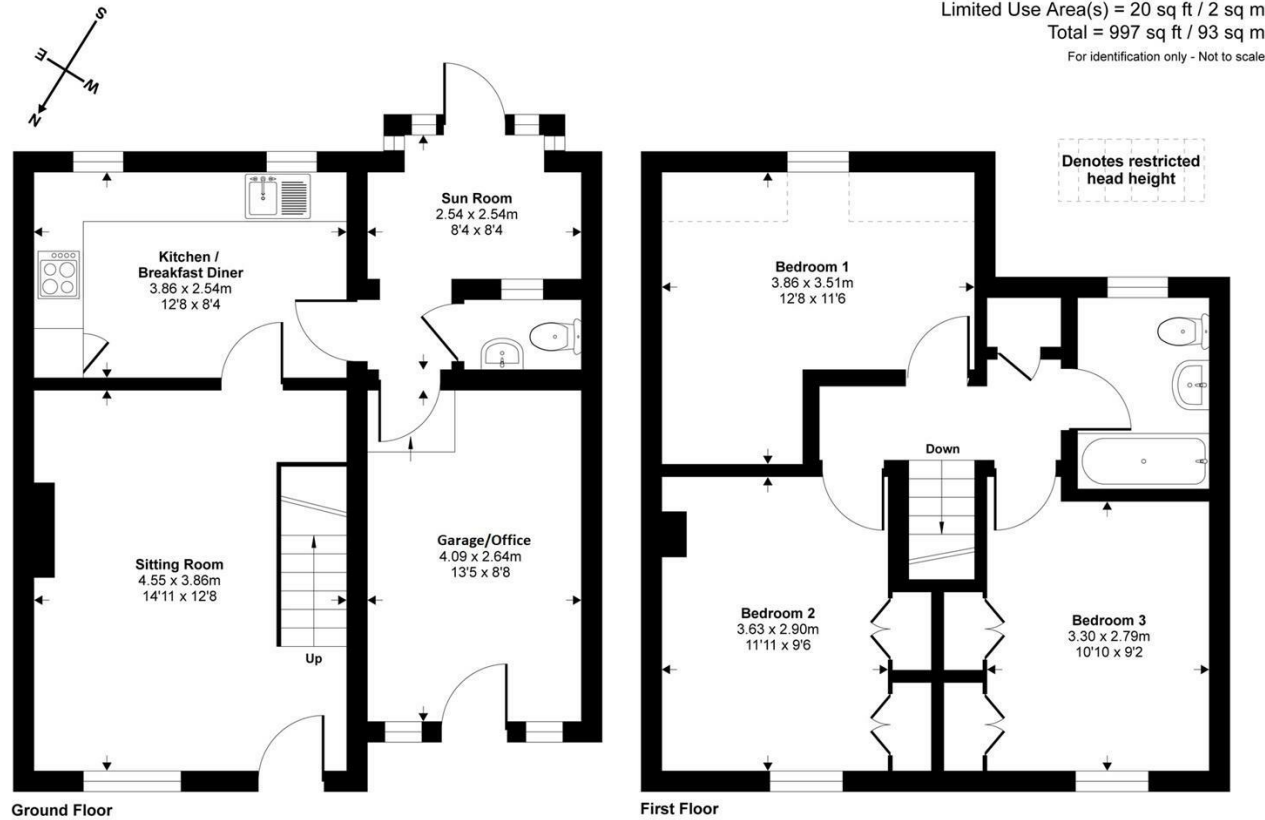 Limited Use Area(s) = 20 sq ft / 2 sq m
Total = 997 sq ft / 93 sq m
For identification only - Not to scale
S
E
W
N
Denotes restricted
head height
Sun Room
2.54 x 2.54m
8'4 x 8'4
Kitchen /
Breakfast Diner
3.86 x 2.54m
12'8 x 8'4
Sitting Room
4.55 x 3.86m
14'11 x 12'8
Up
Garage/Office
4.09 x 2.64m
13'5 x 8'8
Ground Floor
Bedroom 1
3.86 x 3.51m
12'8 x 11'6
Down
Bedroom 2
3.63 x 2.90m
11'11 x 9'6
Bedroom 3
3.30 x 2.79m
10'10 x 9'2
First Floor